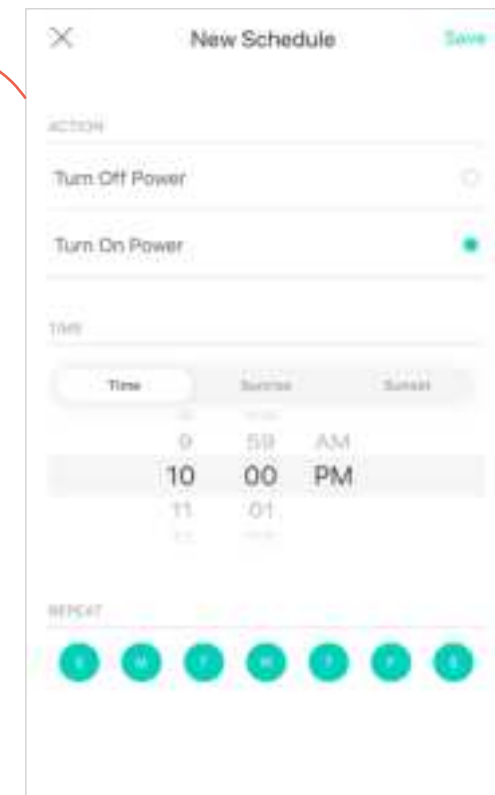 New Schedule Save
ACTION
Turn Off Power
Turn On Power
TIME
Time Sunrise Sunset
9 59 AM
10 00 PM
11 01
REPEAT
S M T W T F S